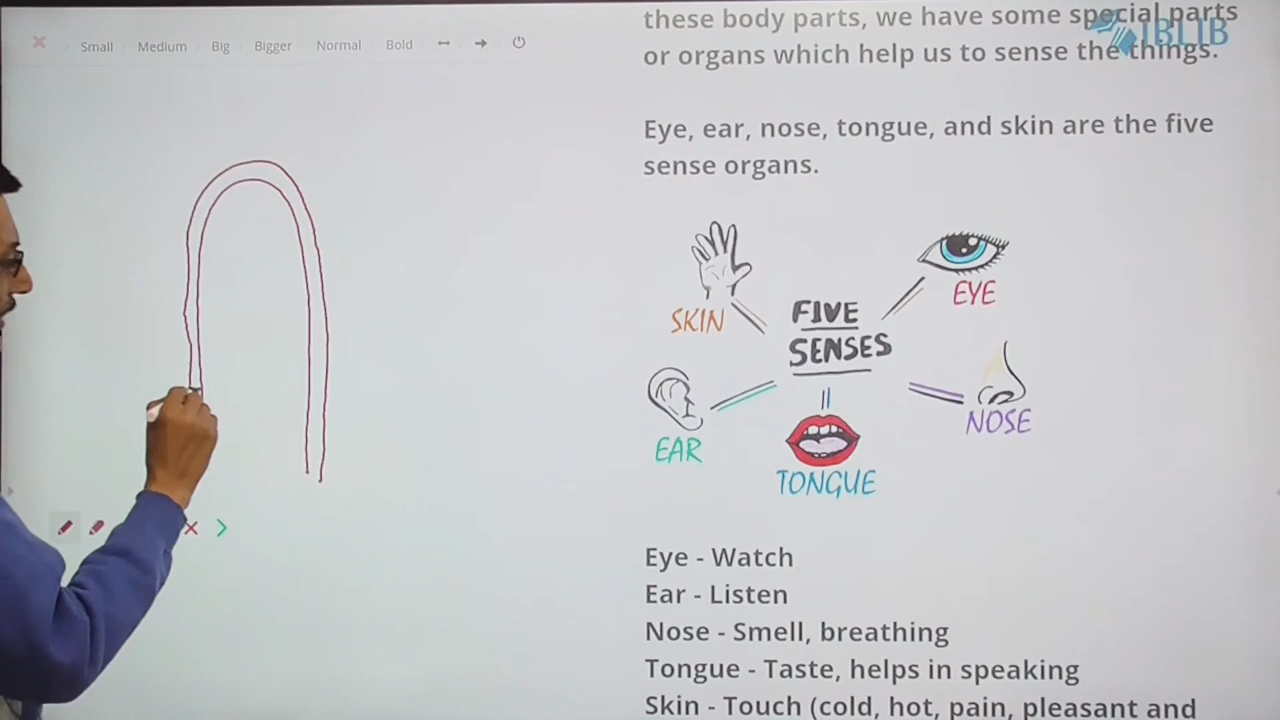 Small
Medium
Big
Bigger
Normal
Bold
these body parts, we have some special parts
or organs which help us to sense the things.
IBLIB
Eye, ear, nose, tongue, and skin are the five
sense organs.
SKIN
FIVE
SENSES
EYE
EAR
TONGUE
NOSE
Eye - Watch
Ear - Listen
Nose - Smell, breathing
Tongue - Taste, helps in speaking
Skin - Touch (cold, hot, pain, pleasant and